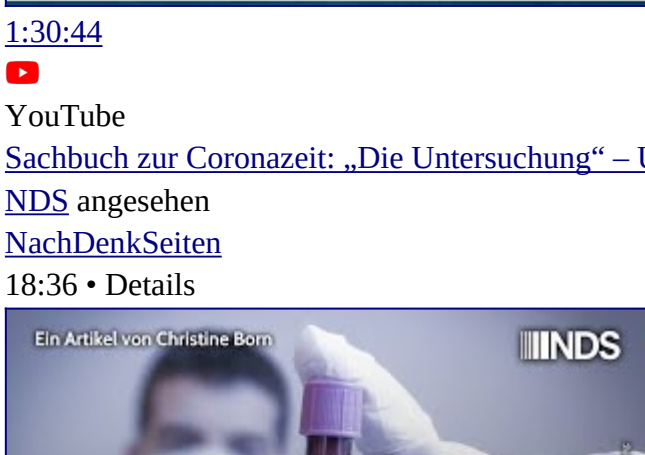 1:30:44
YouTube
Sachbuch zur Coronazeit: „Die Untersuchung“ –
NDS angesehen
NachDenkSeiten
18:36 • Details
Ein Artikel von Christine Born
NDS